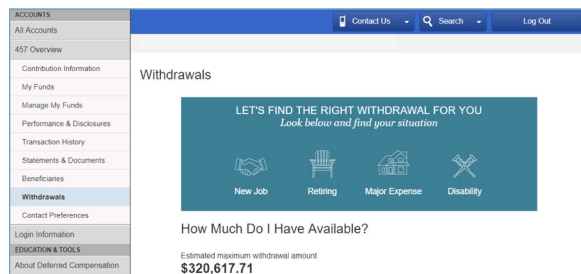 ACCOUNTS
All Accounts
457 Overview
Contribution Information
My Funds
Manage My Funds
Performance & Disclosures
Transaction History
Statements & Documents
Beneficiaries
Withdrawals
Contact Preferences
Login Information
EDUCATION & TOOLS
About Deferred Compensation
Contact Us
Search
Log Out
Withdrawals
LET'S FIND THE RIGHT WITHDRAWAL FOR YOU
Look below and find your situation
New Job
Retiring
Major Expense
Disability
How Much Do I Have Available?
Estimated maximum withdrawal amount
$320,617.71